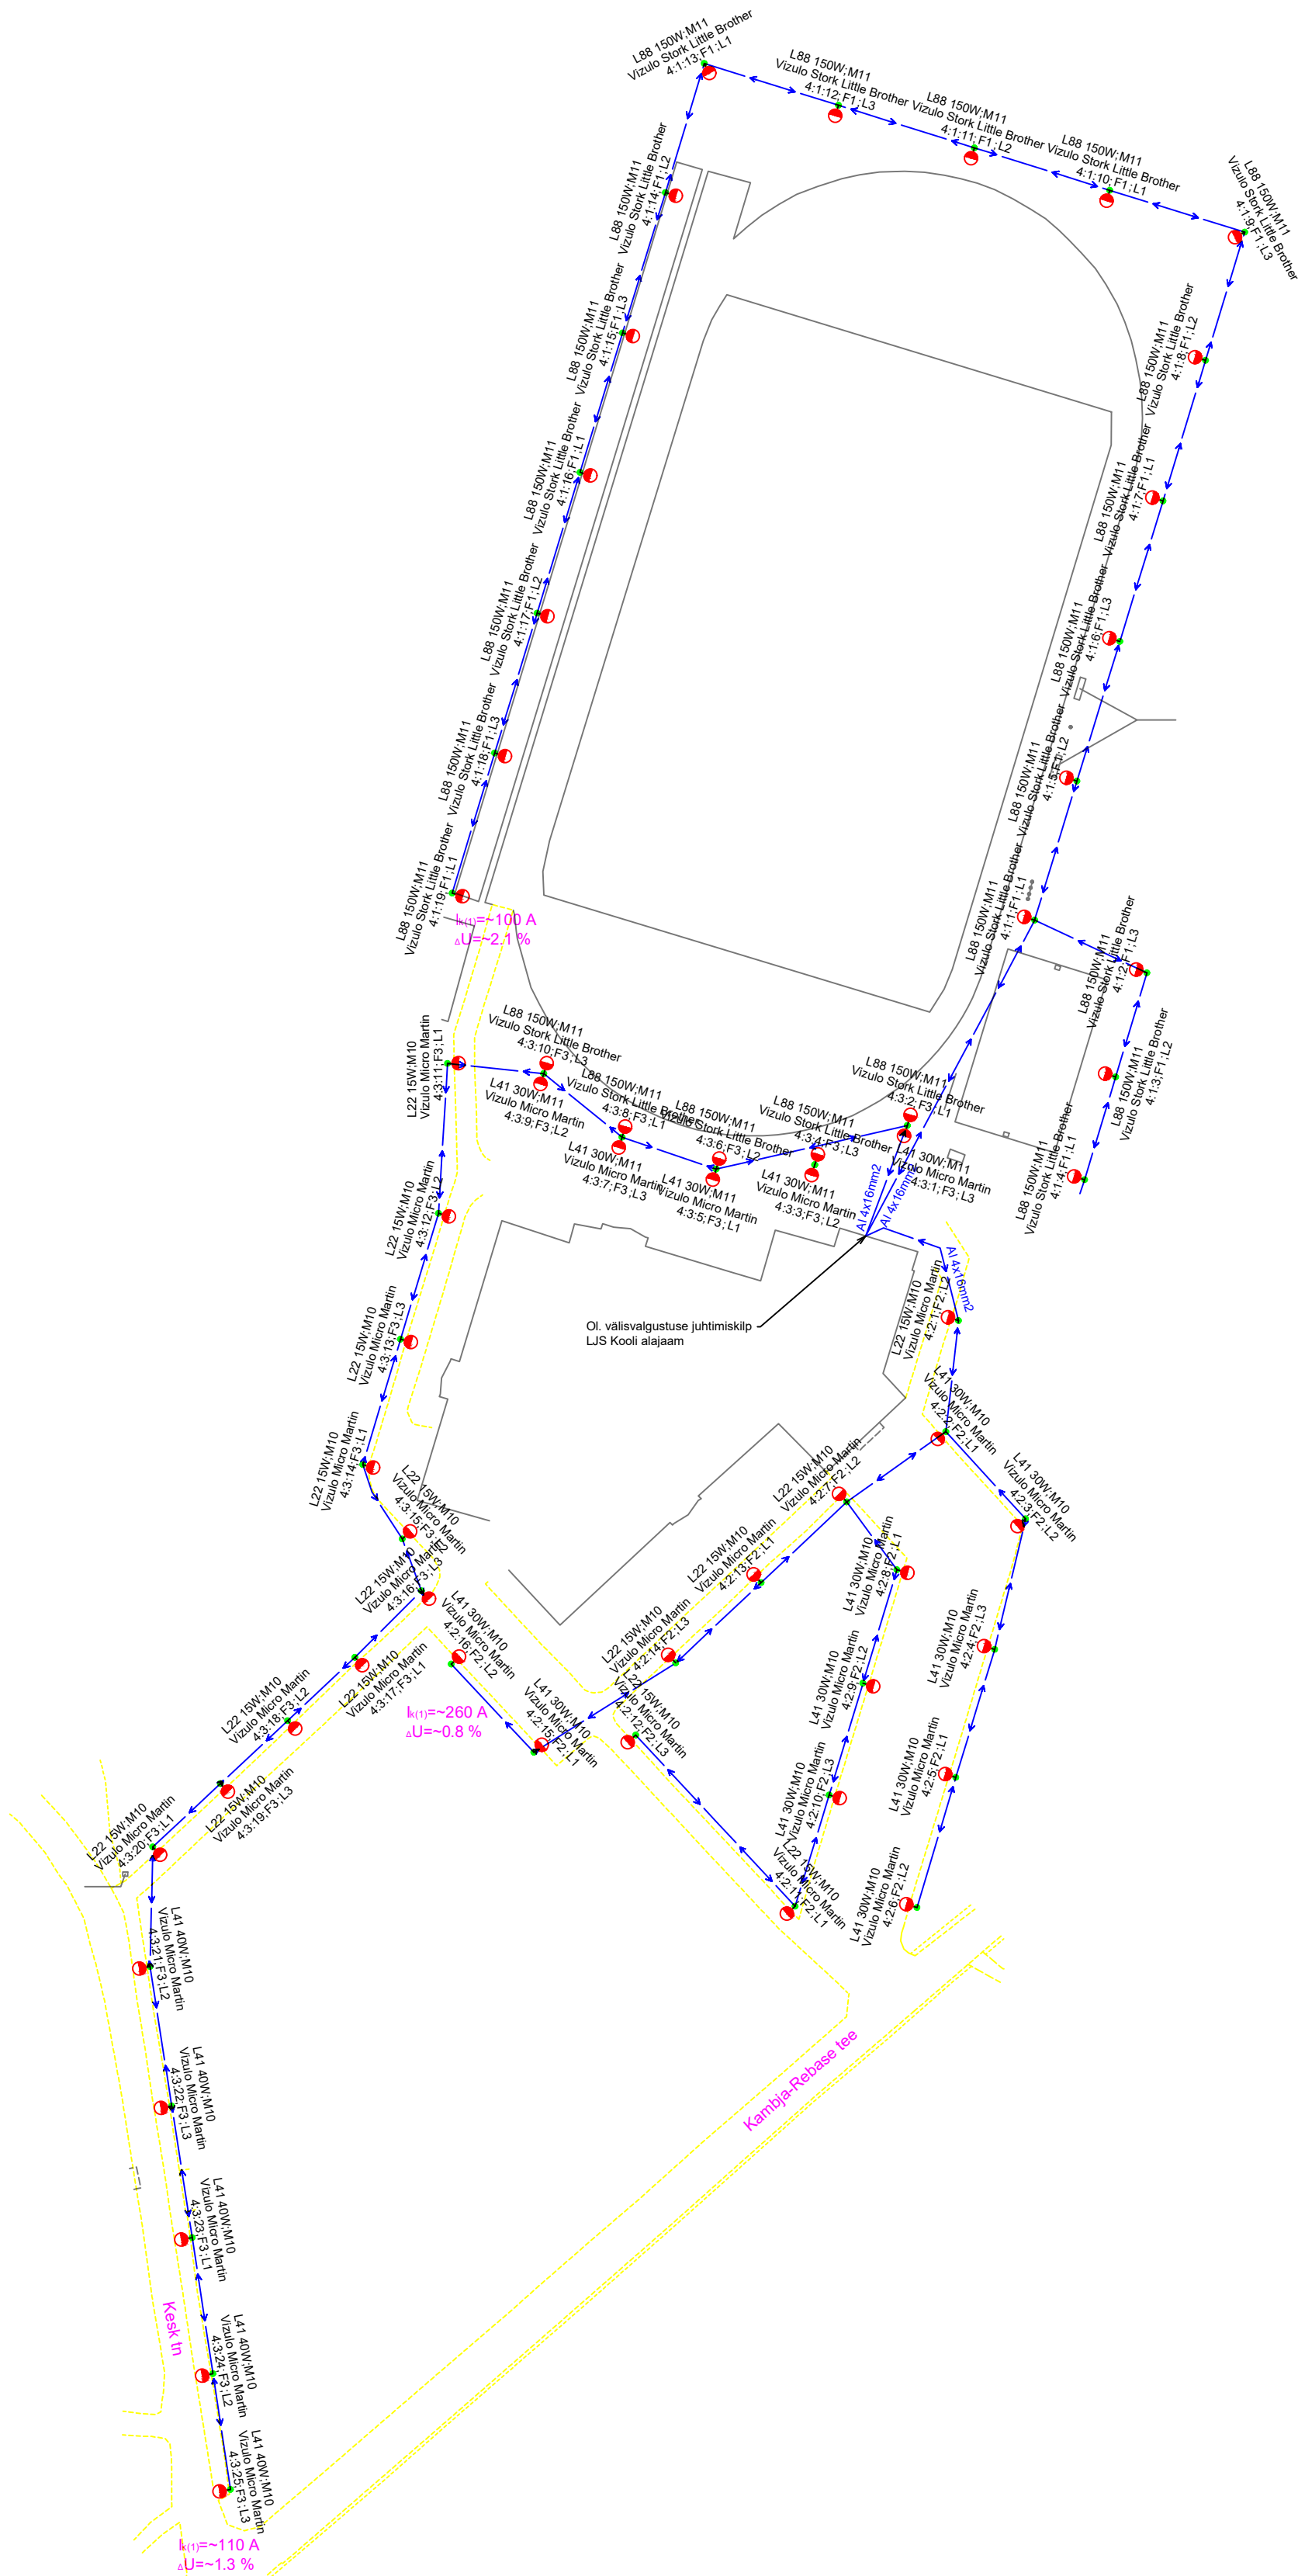 L88 150W;M11
Vizulo Stork Little Brother
4:1:13;F1;L1
L88 150W;M11
Vizulo Stork Little Brother
4:1:12;F1;L3
L88 150W;M11
Vizulo Stork Little Brother
4:1:11;F1;L2
L88 150W;M11
Vizulo Stork Little Brother
4:1:10;F1;L1
L88 150W;M11
Vizulo Stork Little Brother
4:1:9;F1;L3
L88 150W;M11
Vizulo Stork Little Brother
4:1:14;F1;L2
L88 150W;M11
Vizulo Stork Little Brother
4:1:15;F1;L3
L88 150W;M11
Vizulo Stork Little Brother
4:1:16;F1;L1
L88 150W;M11
Vizulo Stork Little Brother
4:1:17;F1;L2
L88 150W;M11
Vizulo Stork Little Brother
4:1:18;F1;L3
L88 150W;M11
Vizulo Stork Little Brother
4:1:19;F1;L1
Ik(1)=~100 A
ΔU=~2.1 %
L88 150W;M11
Vizulo Stork Little Brother
4:1:8;F1;L2
L88 150W;M11
Vizulo Stork Little Brother
4:1:7;F1;L1
L88 150W;M11
Vizulo Stork Little Brother
4:1:6;F1;L3
L88 150W;M11
Vizulo Stork Little Brother
4:1:5;F1;L2
L88 150W;M11
Vizulo Stork Little Brother
4:1:1;F1;L1
L88 150W;M11
Vizulo Stork Little Brother
4:1:2;F1;L3
L88 150W;M11
Vizulo Stork Little Brother
4:1:3;F1;L2
L88 150W;M11
Vizulo Stork Little Brother
4:1:4;F1;L1
L22 15W;M10
Vizulo Micro Martin
4:3:11;F3;L1
L88 150W;M11
Vizulo Stork Little Brother
4:3:10;F3;L3
L41 30W;M11
Vizulo Micro Martin
4:3:9;F3;L2
L88 150W;M11
Vizulo Stork Little Brother
4:3:8;F3;L1
L41 30W;M11
Vizulo Micro Martin
4:3:7;F3;L3
L88 150W;M11
Vizulo Stork Little Brother
4:3:6;F3;L2
L41 30W;M11
Vizulo Micro Martin
4:3:5;F3;L1
L88 150W;M11
Vizulo Stork Little Brother
4:3:4;F3;L3
L41 30W;M11
Vizulo Micro Martin
4:3:3;F3;L2
L88 150W;M11
Vizulo Stork Little Brother
4:3:2;F3;L1
L41 30W;M11
Vizulo Micro Martin
4:3:1;F3;L3
Al 4x16mm2
Al 4x16mm2
Al 4x16mm2
Ol. välisvalgustuse juhtimiskilp
LJS Kooli alajaam
L22 15W;M10
Vizulo Micro Martin
4:3:12;F3;L2
L22 15W;M10
Vizulo Micro Martin
4:3:13;F3;L3
L22 15W;M10
Vizulo Micro Martin
4:3:14;F3;L1
L22 15W;M10
Vizulo Micro Martin
4:3:15;F3;L2
L22 15W;M10
Vizulo Micro Martin
4:3:16;F3;L3
L22 15W;M10
Vizulo Micro Martin
4:3:17;F3;L1
L22 15W;M10
Vizulo Micro Martin
4:3:18;F3;L2
L22 15W;M10
Vizulo Micro Martin
4:3:19;F3;L3
L22 15W;M10
Vizulo Micro Martin
4:3:20;F3;L1
L22 15W;M10
Vizulo Micro Martin
4:2:1;F2;L2
L41 30W;M10
Vizulo Micro Martin
4:2:2;F2;L1
L41 30W;M10
Vizulo Micro Martin
4:2:3;F2;L2
L22 15W;M10
Vizulo Micro Martin
4:2:7;F2;L2
L41 30W;M10
Vizulo Micro Martin
4:2:8;F2;L1
L22 15W;M10
Vizulo Micro Martin
4:2:13;F2;L1
L22 15W;M10
Vizulo Micro Martin
4:2:14;F2;L3
L41 30W;M10
Vizulo Micro Martin
4:2:4;F2;L3
L41 30W;M10
Vizulo Micro Martin
4:2:9;F2;L2
L41 30W;M10
Vizulo Micro Martin
4:2:16;F2;L2
Ik(1)=~260 A
ΔU=~0.8 %
L41 30W;M10
Vizulo Micro Martin
4:2:15;F2;L1
L22 15W;M10
Vizulo Micro Martin
4:2:12;F2;L3
L41 30W;M10
Vizulo Micro Martin
4:2:5;F2;L1
L41 30W;M10
Vizulo Micro Martin
4:2:10;F2;L3
L22 15W;M10
Vizulo Micro Martin
4:2:11;F2;L1
L41 30W;M10
Vizulo Micro Martin
4:2:6;F2;L2
L41 40W;M10
Vizulo Micro Martin
4:3:21;F3;L2
L41 40W;M10
Vizulo Micro Martin
4:3:22;F3;L3
Kambja-Rebase tee
L41 40W;M10
Vizulo Micro Martin
4:3:23;F3;L1
Kesk tn
L41 40W;M10
Vizulo Micro Martin
4:3:24;F3;L2
L41 40W;M10
Vizulo Micro Martin
4:3:25;F3;L3
Ik(1)=~110 A
ΔU=~1.3 %